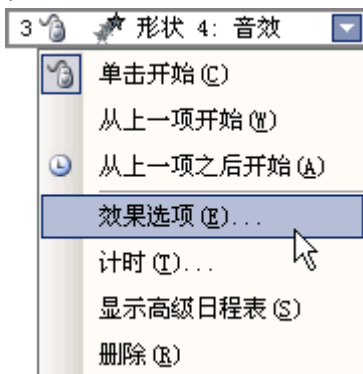 3 形状 4: 音效
单击开始(C)
从上一项开始(W)
从上一项之后开始(A)
效果选项(E)...
计时(T)...
显示高级日程表(S)
删除(R)